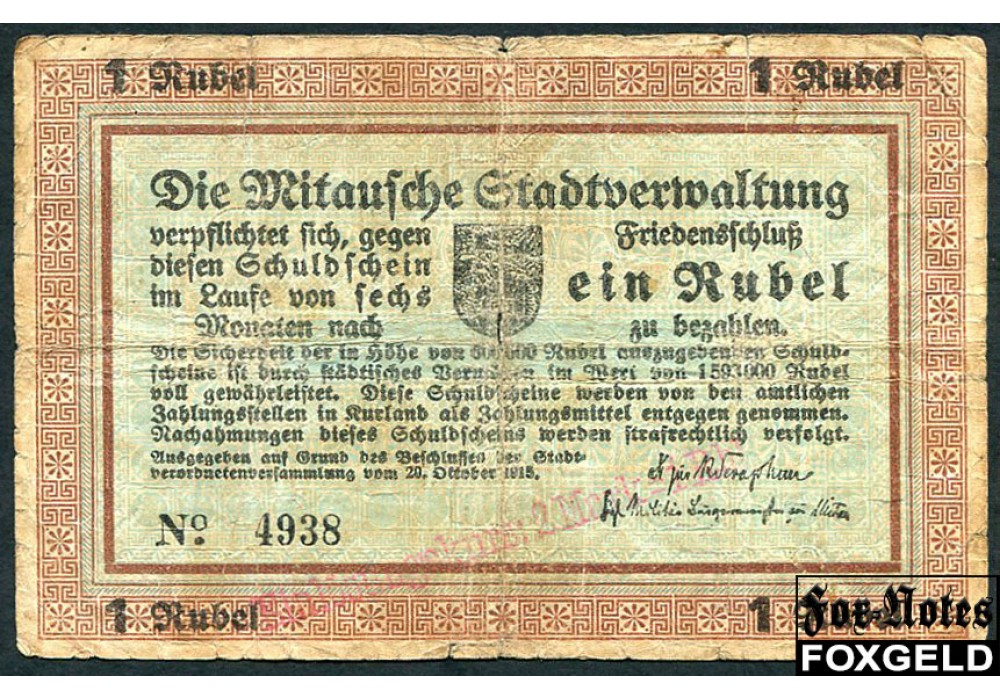 1 Rubel 1 Rubel
Die Mitausche Stadtverwaltung
verpflichtet sich, gegen
diesen Schuldschein
im Laufe von sechs
Monaten nach
Friedensschluß
ein Rubel
zu bezahlen.
Die Sicherheit der in Höhe von Rubel auszugebenden Schuld-
scheine ist durch städtisches Vermögen im Wert von 1593000 Rubel
voll gewährleistet. Diese Schuldscheine werden von den amtlichen
Zahlungsstellen in Kurland als Zahlungsmittel entgegen genommen.
Nachahmungen dieses Schuldscheins werden strafrechtlich verfolgt.
Ausgegeben auf Grund des Beschlusses der Stadt-
verordnetenversammlung vom 20. Oktober 1915.
No. 4938
1 Rubel 1
Fox-Notes
FOXGELD